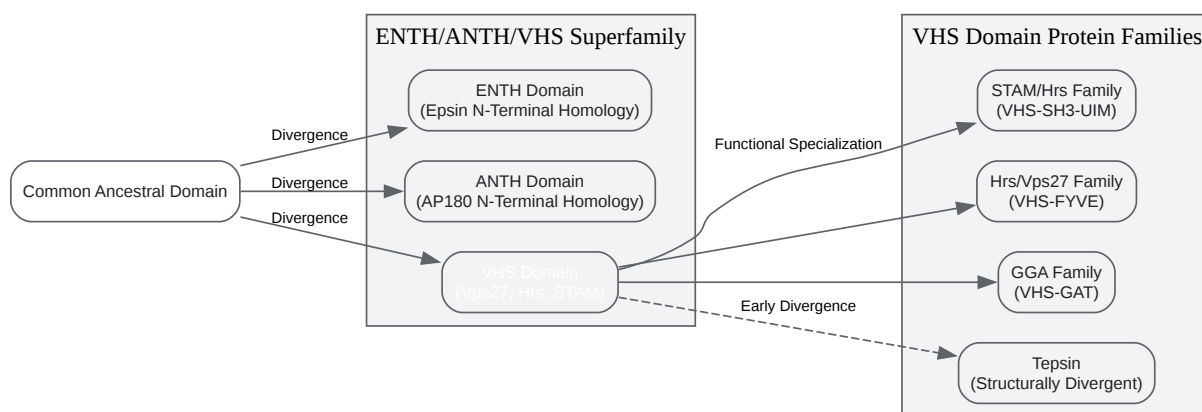 ENTH/ANTH/VHS Superfamily
VHS Domain Protein Families
ENTH Domain
(Epsin N-Terminal Homology)
STAM/Hrs Family
(VHS-SH3-UIM)
Divergence
Functional Specialization
Common Ancestral Domain
Divergence
ANTH Domain
(AP180 N-Terminal Homology)
Hrs/Vps27 Family
(VHS-FYVE)
Divergence
VHS Domain
(Vps27, Hrs, STAM)
GGA Family
(VHS-GAT)
Early Divergence
Tepsin
(Structurally Divergent)